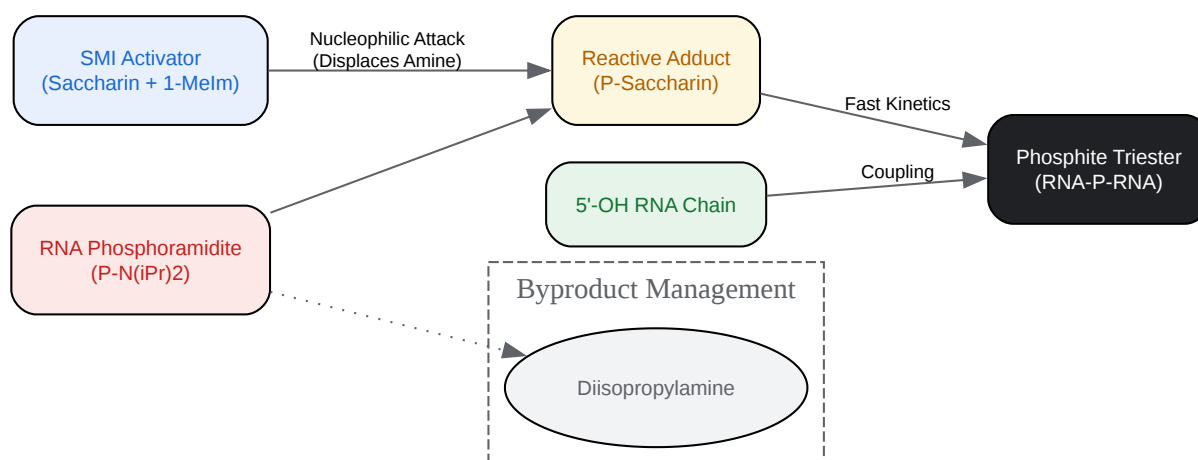 SMI Activator
(Saccharin + 1-MeIm)
Nucleophilic Attack
(Displaces Amine)
Reactive Adduct
(P-Saccharin)
Fast Kinetics
Phosphite Triester
(RNA-P-RNA)
Coupling
5'-OH RNA Chain
RNA Phosphoramidite
(P-N(iPr)2)
Byproduct Management
Diisopropylamine